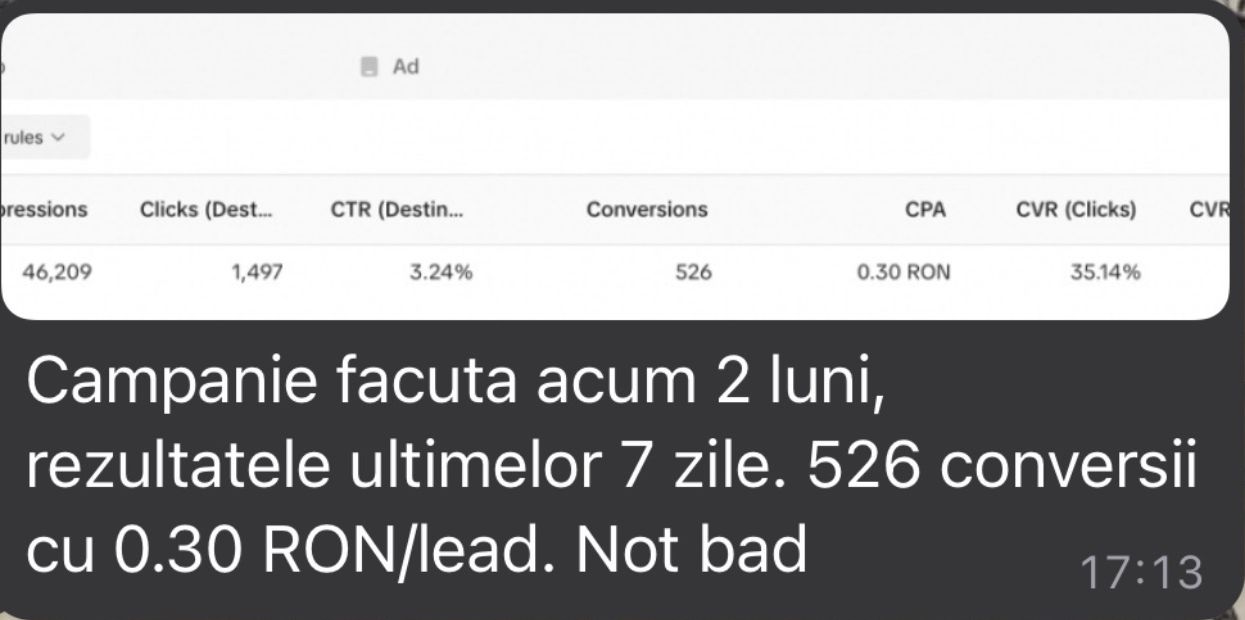 Ad
rules
pressions Clicks (Dest... CTR (Destin... Conversions CPA CVR (Clicks) CVR
46,209 1,497 3.24% 526 0.30 RON 35.14%
Campanie facuta acum 2 luni,
rezultatele ultimelor 7 zile. 526 conversii
cu 0.30 RON/lead. Not bad
17:13